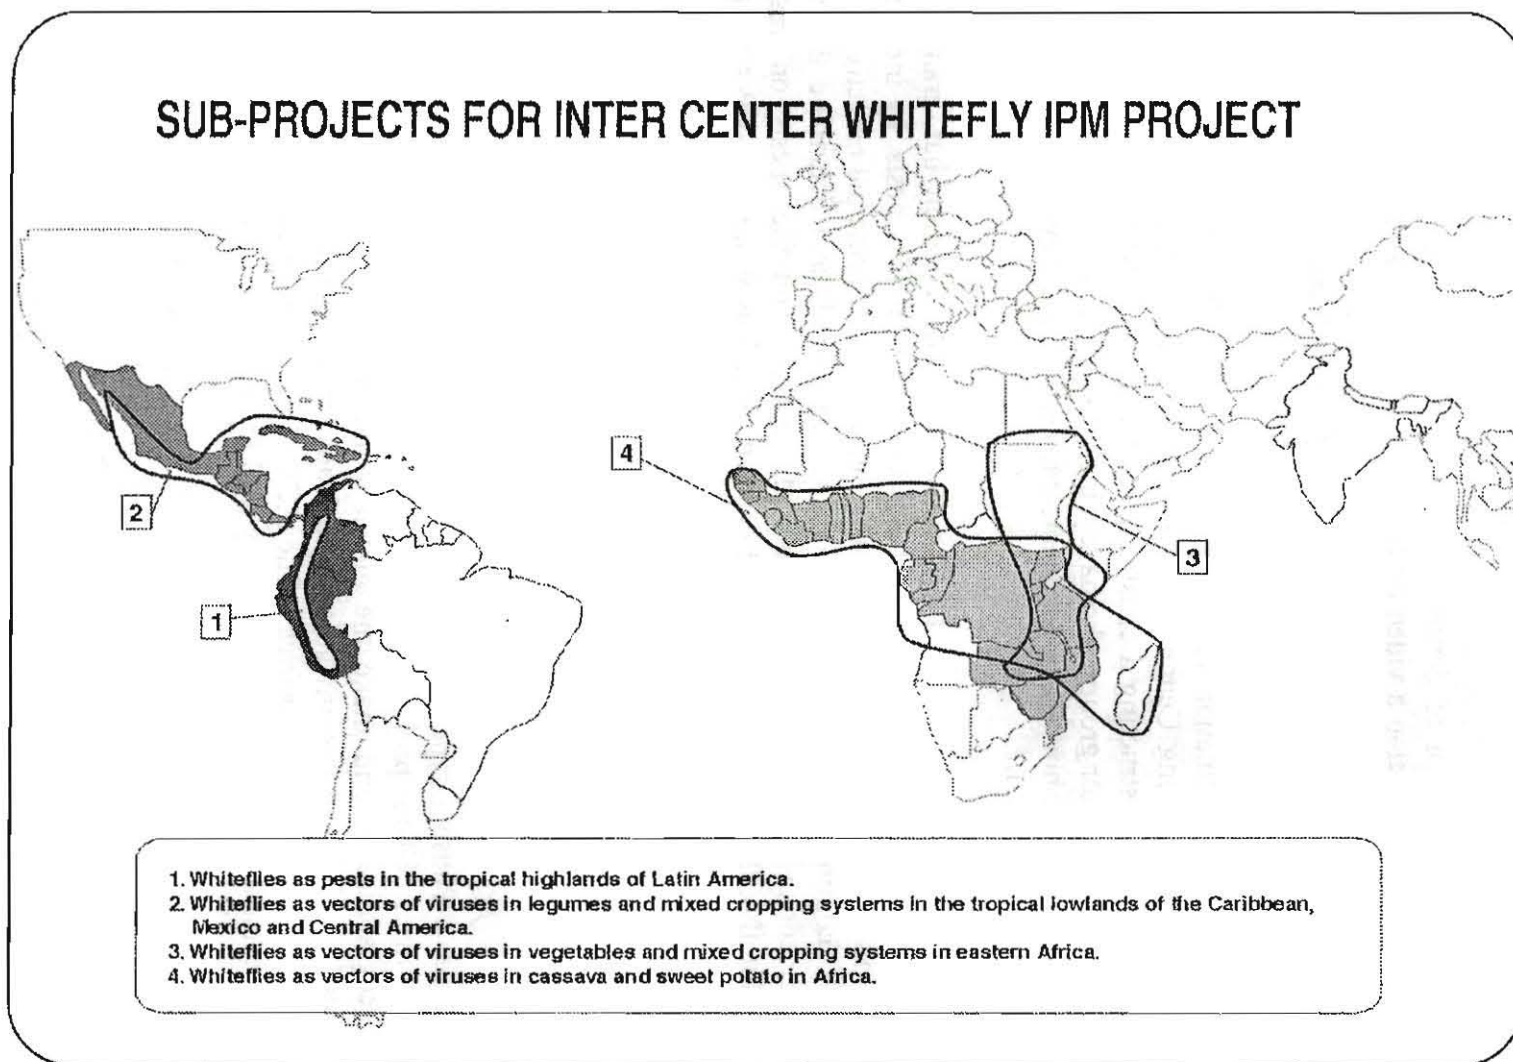 SUB-PROJECTS FOR INTER CENTER WHITEFLY IPM PROJECT
4
2
3
1
1. Whiteflies as pests in the tropical highlands of Latin America.
2. Whiteflies as vectors of viruses in legumes and mixed cropping systems in the tropical lowlands of the Caribbean,
Mexico and Central America.
3. Whiteflies as vectors of viruses in vegetables and mixed cropping systems in eastern Africa.
4. Whiteflies as vectors of viruses in cassava and sweet potato in Africa.